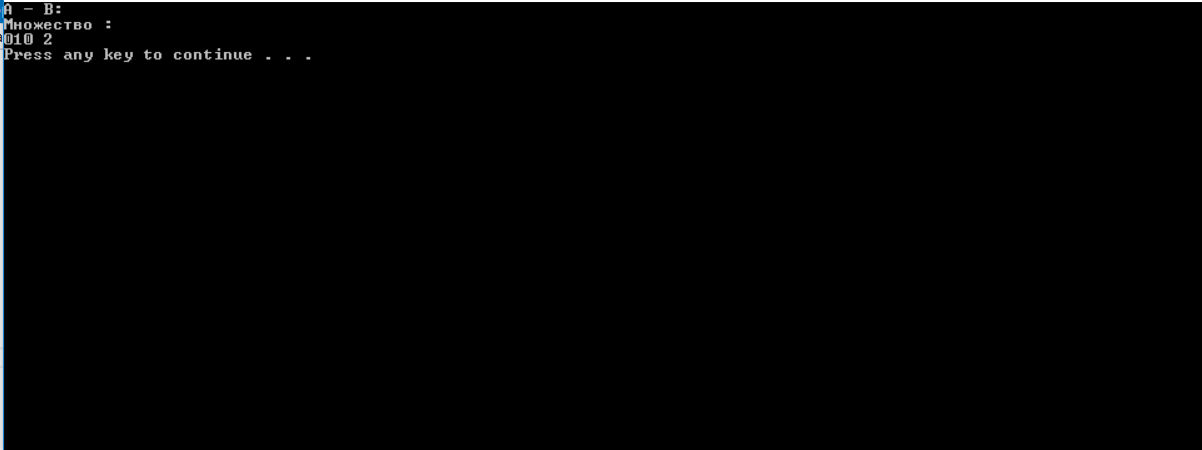 A - B:
Множество :
010 2
Press any key to continue . . .